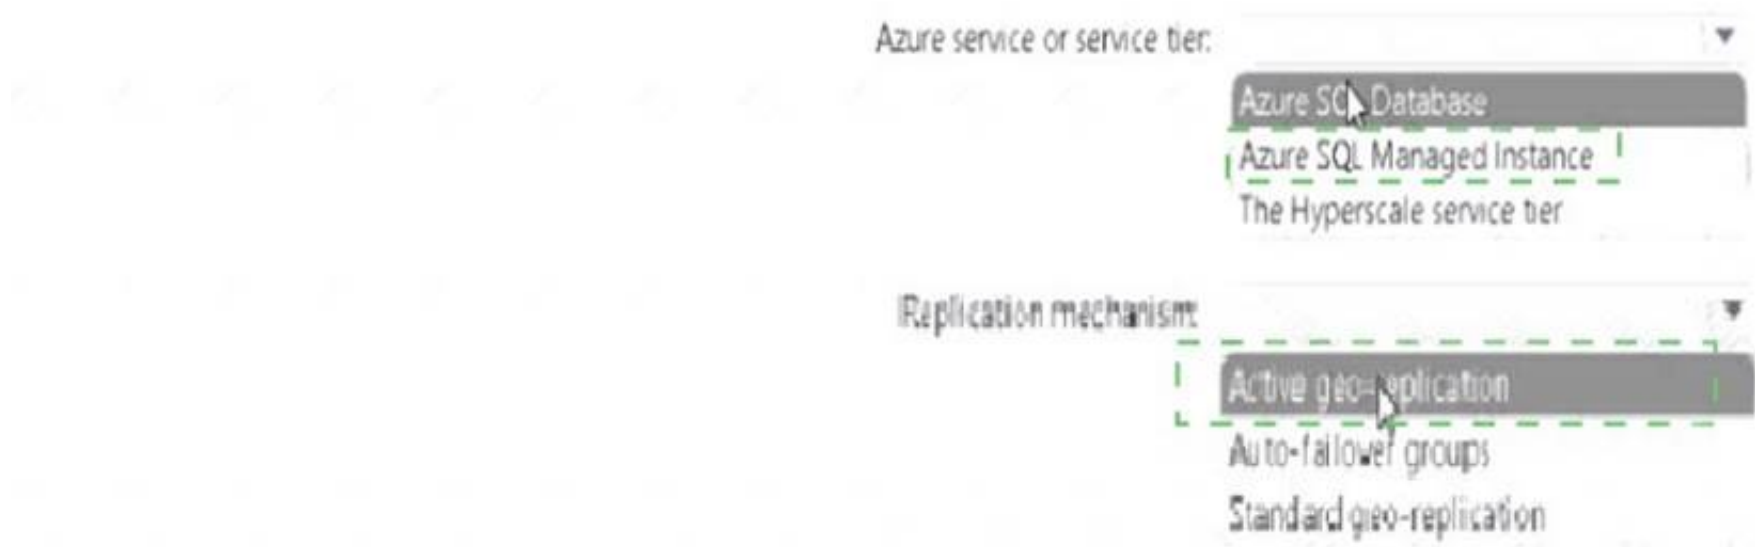 Azure service or service tier:
Azure SQL Database
Azure SQL Managed Instance
The Hyperscale service tier
Replication mechanism:
Active geo-replication
Auto-failover groups
Standard geo-replication